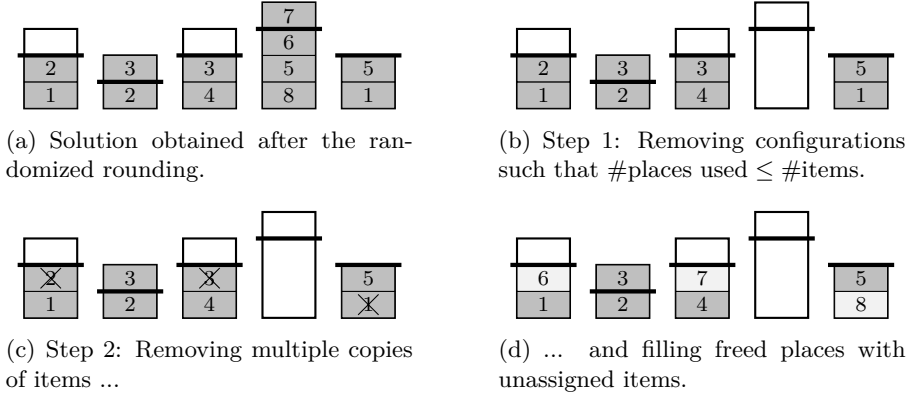 7
6
2 3 3 5 5
1 2 4 8 1
2 3 3 5
1 2 4 1
(a) Solution obtained after the ran-
domized rounding.
(b) Step 1: Removing configurations
such that #places used ≤ #items.
2 3 3 5
1 2 4 1
6 3 7 5
1 2 4 8
(c) Step 2: Removing multiple copies
of items ...
(d) ... and filling freed places with
unassigned items.